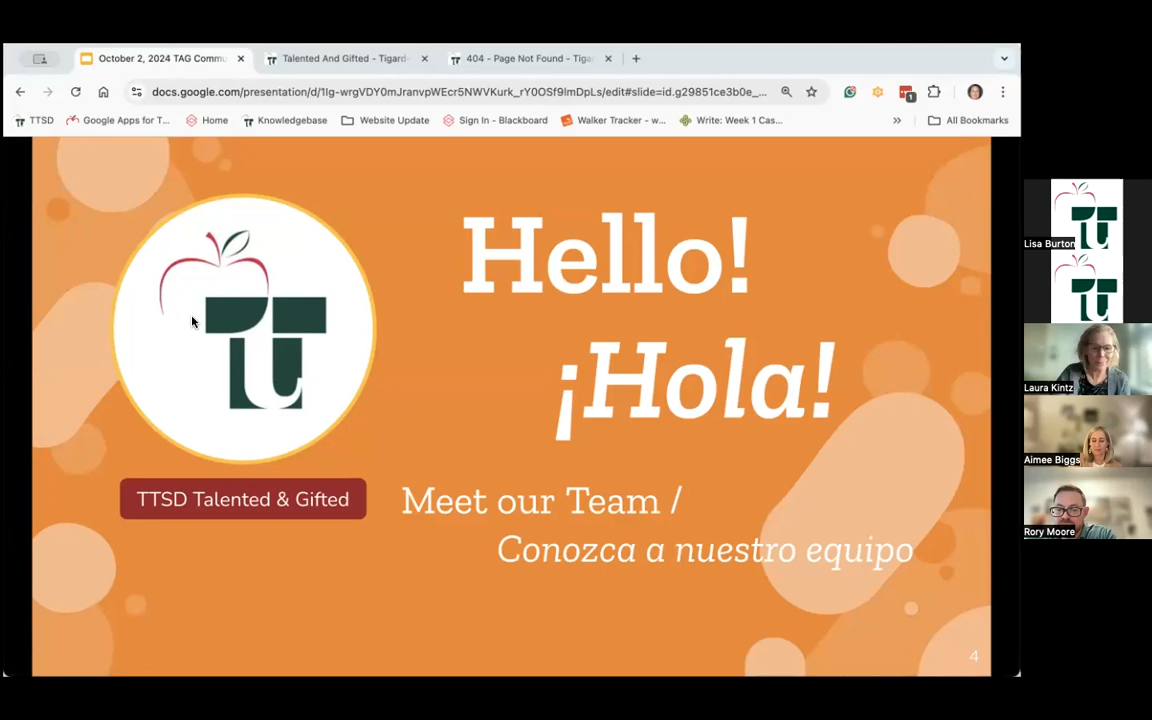 October 2, 2024 TAG Commu
Talented And Gifted - Tigard-
404 - Page Not Found - Tiga
docs.google.com/presentation/d/1Ig-wrgVDY0mJranvpWEcr5NWVKurk_rY0OSf9lmDpLs/edit#slide=id.g29851ce3b0e_...
1
TTSD
Google Apps for T...
Home
Knowledgebase
Website Update
Sign In - Blackboard
Walker Tracker - w...
Write: Week 1 Cas...
»
All Bookmarks
Hello!
¡Hola!
TTSD Talented & Gifted
Meet our Team /
Conozca a nuestro equipo
4
Lisa Burton
Laura Kintz
Aimee Biggs
Rory Moore